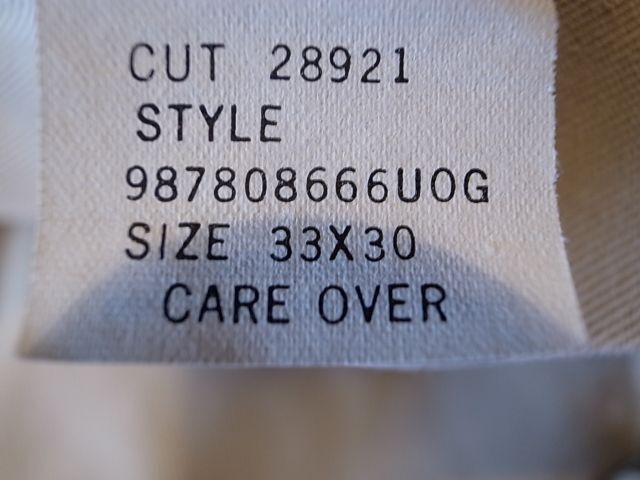 CUT 28921
STYLE
987808666UOG
SIZE 33X30
CARE OVER